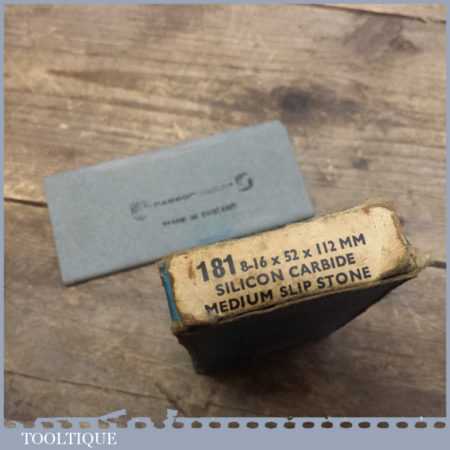 MADE IN ENGLAND
181 8-16 x 52 x 112 MM
SILICON CARBIDE
MEDIUM SLIP STONE
TOOLTIQUE